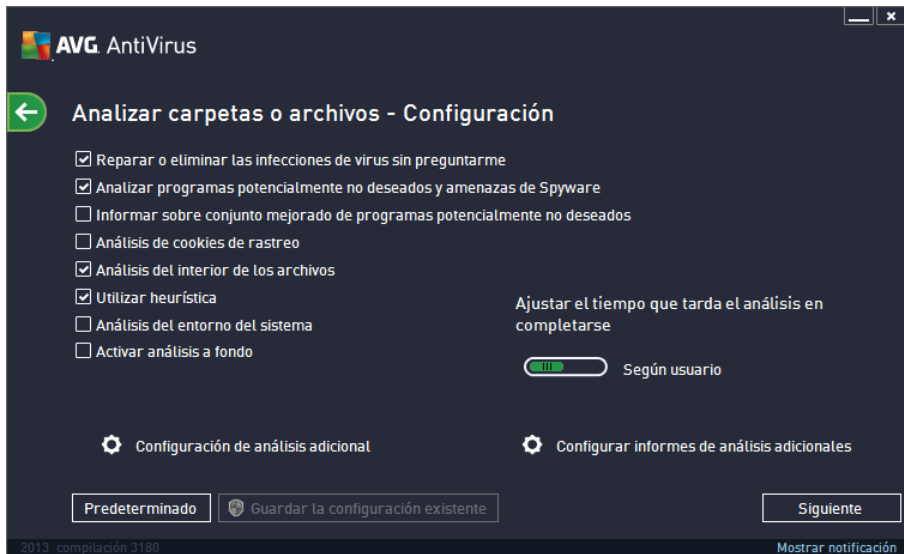 AVG. AntiVirus
Analizar carpetas o archivos - Configuración
Reparar o eliminar las infecciones de virus sin preguntarme
Analizar programas potencialmente no deseados y amenazas de Spyware
Informar sobre conjunto mejorado de programas potencialmente no deseados
Análisis de cookies de rastreo
Análisis del interior de los archivos
Utilizar heurística
Análisis del entorno del sistema
Activar análisis a fondo
Ajustar el tiempo que tarda el análisis en
completarse
Según usuario
Configuración de análisis adicional
Configurar informes de análisis adicionales
Predeterminado
Guardar la configuración existente
Siguiente
2013 compilación 3180
Mostrar notificación